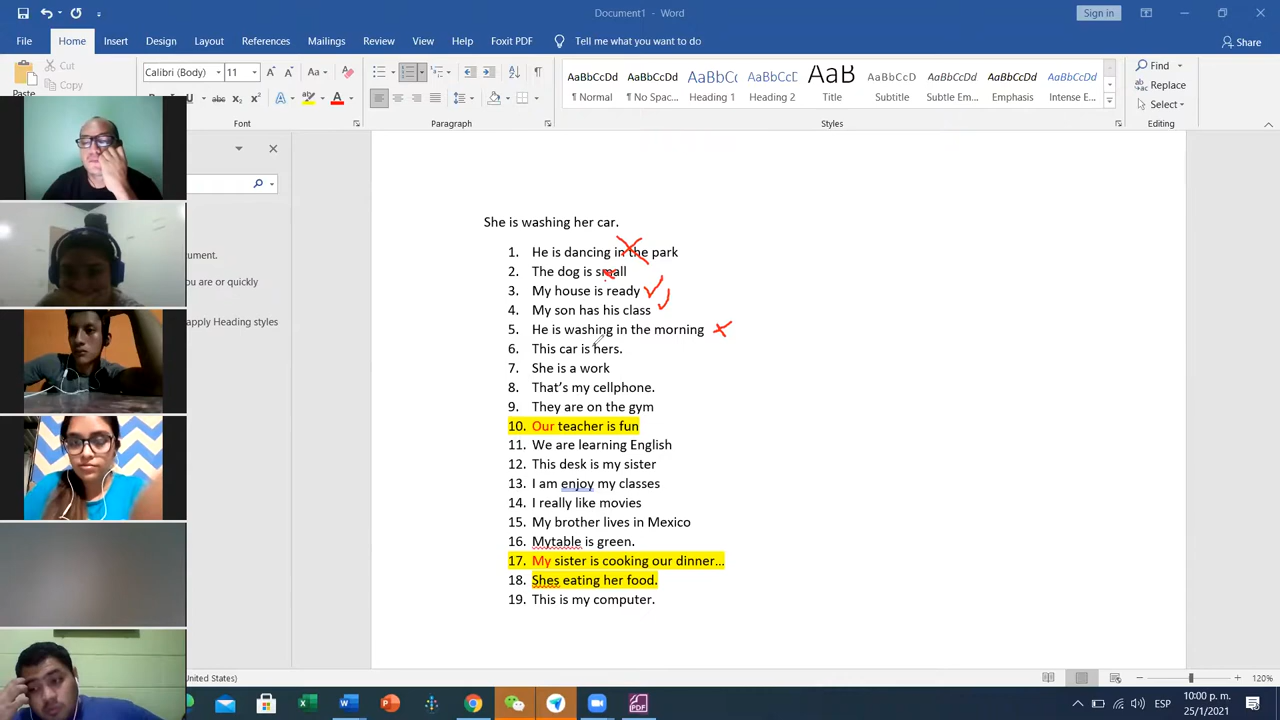 Document1 - Word
Sign in
File Home Insert Design Layout References Mailings Review View Help Foxit PDF Tell me what you want to do Share
Cut
Copy
Paste
Calibri (Body) 11
Find
Replace
Select
AaBbCcDd AaBbCcDd AaBbC( AaBbCcC AaB AaBbCcDd AaBbCcDd AaBbCcDd AaBbCcDd
¶ Normal ¶ No Spac... Heading 1 Heading 2 Title Subtitle Subtle Em... Emphasis Intense E...
Font Paragraph Styles Editing
cument.
u are or quickly
apply Heading styles
She is washing her car.
1. He is dancing in the park
2. The dog is small
3. My house is ready
4. My son has his class
5. He is washing in the morning
6. This car is hers.
7. She is a work
8. That's my cellphone.
9. They are on the gym
10. Our teacher is fun
11. We are learning English
12. This desk is my sister
13. I am enjoy my classes
14. I really like movies
15. My brother lives in Mexico
16. Mytable is green.
17. My sister is cooking our dinner...
18. Shes eating her food.
19. This is my computer.
United States)
120%
ESP
10:00 p. m.
25/1/2021